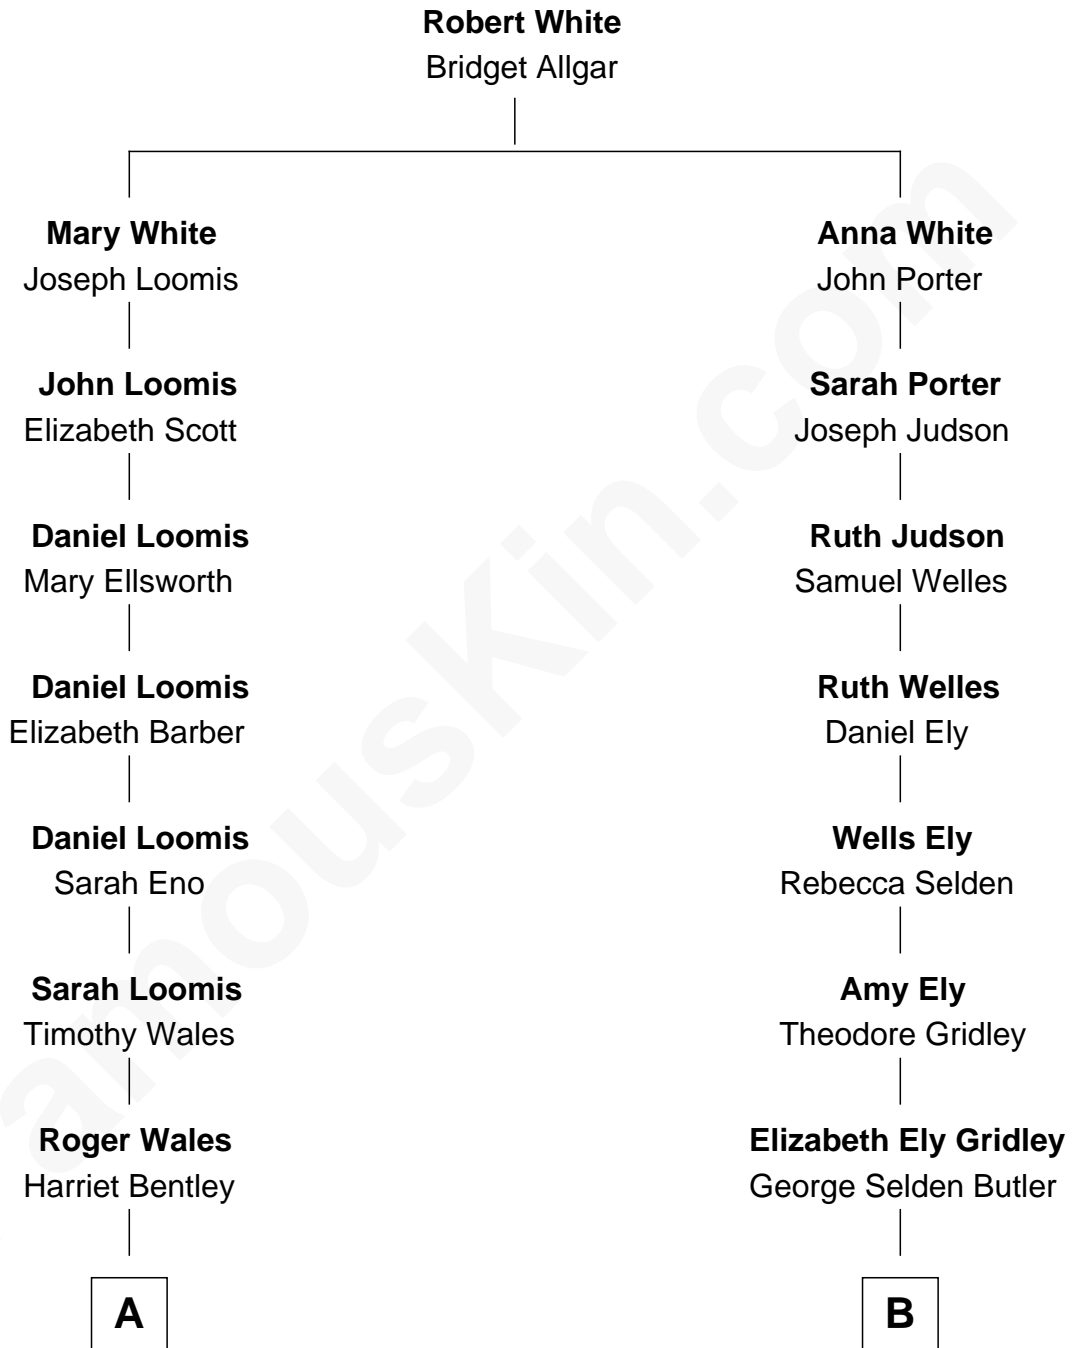 Robert White
Bridget Allgar
Mary White
Joseph Loomis
Anna White
John Porter
John Loomis
Elizabeth Scott
Sarah Porter
Joseph Judson
Daniel Loomis
Mary Ellsworth
Ruth Judson
Samuel Welles
Daniel Loomis
Elizabeth Barber
Ruth Welles
Daniel Ely
Daniel Loomis
Sarah Eno
Wells Ely
Rebecca Selden
Sarah Loomis
Timothy Wales
Amy Ely
Theodore Gridley
Roger Wales
Harriet Bentley
Elizabeth Ely Gridley
George Selden Butler
A
B
amousKin.com